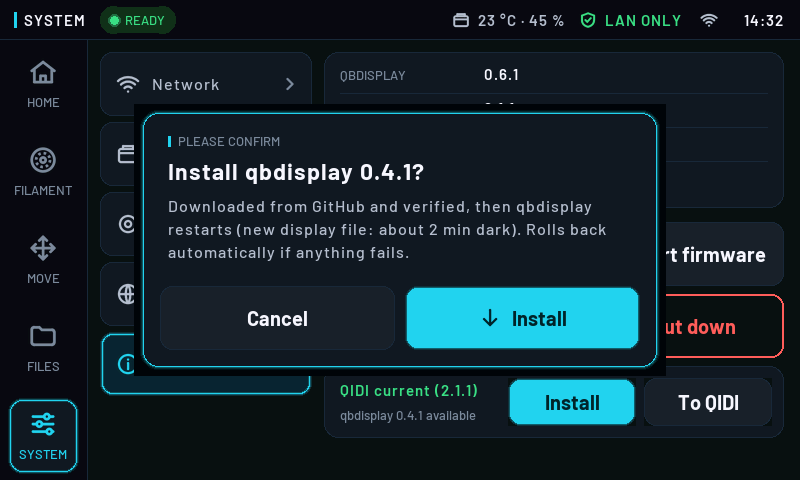 SYSTEM
READY
23 °C · 45 %
LAN ONLY
14:32
HOME
FILAMENT
MOVE
FILES
SYSTEM
Network
QBDISPLAY
0.6.1
PLEASE CONFIRM
Install qbdisplay 0.4.1?
Downloaded from GitHub and verified, then qbdisplay
restarts (new display file: about 2 min dark). Rolls back
automatically if anything fails.
Cancel
Install
rt firmware
ut down
QIDI current (2.1.1)
qbdisplay 0.4.1 available
Install
To QIDI